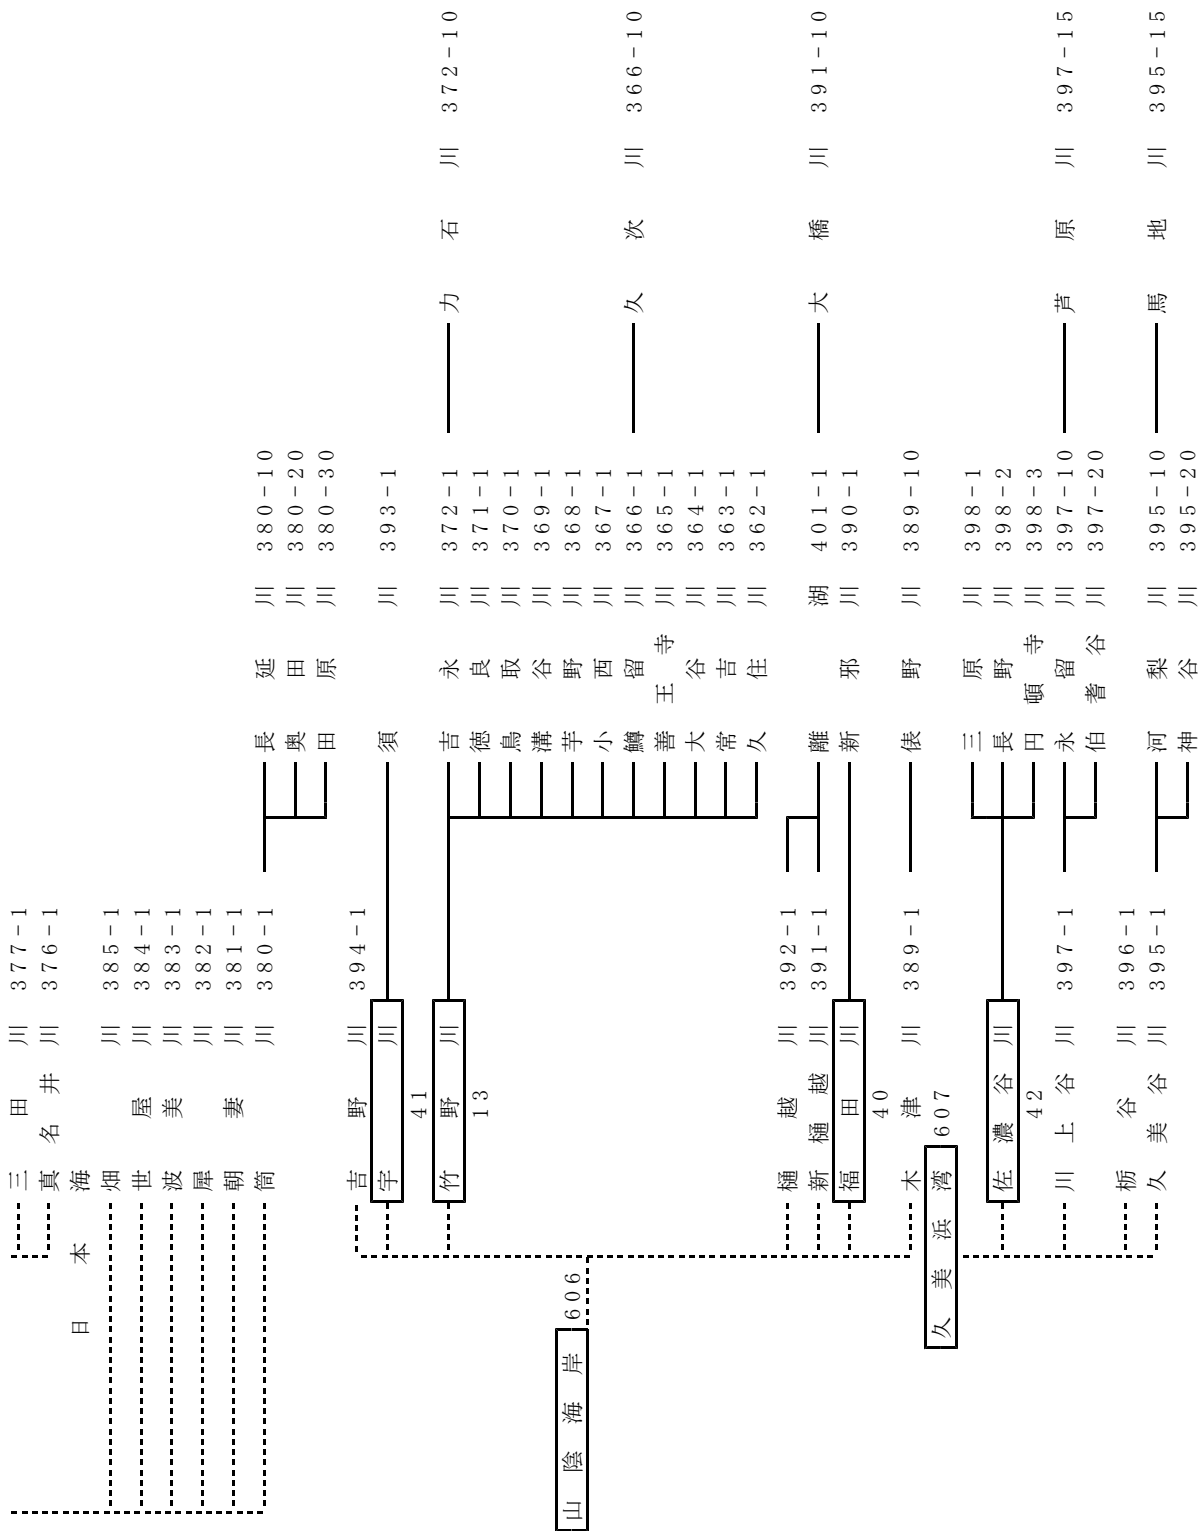 三田川 377-1
真名井川 376-1
日本海
畑川 385-1
世屋川 384-1
波美川 383-1
犀川 382-1
朝妻川 381-1
筒川 380-1 長延川 380-10
奥田川 380-20
田原川 380-30
吉野川 394-1
宇川 須川 393-1
41
竹野川 吉永川 372-1 力石川 372-10
13 徳良川 371-1
鳥取川 370-1
溝谷川 369-1
山陰海岸 606
芋野川 368-1
小西川 367-1
鱒留川 366-1 久次川 366-10
善王寺川 365-1
大谷川 364-1
常吉川 363-1
久住川 362-1
樋越川 392-1
新樋越川 391-1 離湖 401-1 大橋川 391-10
福田川 新邪川 390-1
40
木津川 389-1 俵野川 389-10
久美浜湾 607
三原川 398-1
佐濃谷川 長野川 398-2
42 円頓寺川 398-3
川上谷川 397-1 永留川 397-10 芦原川 397-15
伯耆谷川 397-20
栃谷川 396-1
久美谷川 395-1 河梨川 395-10 馬地川 395-15
神谷川 395-20